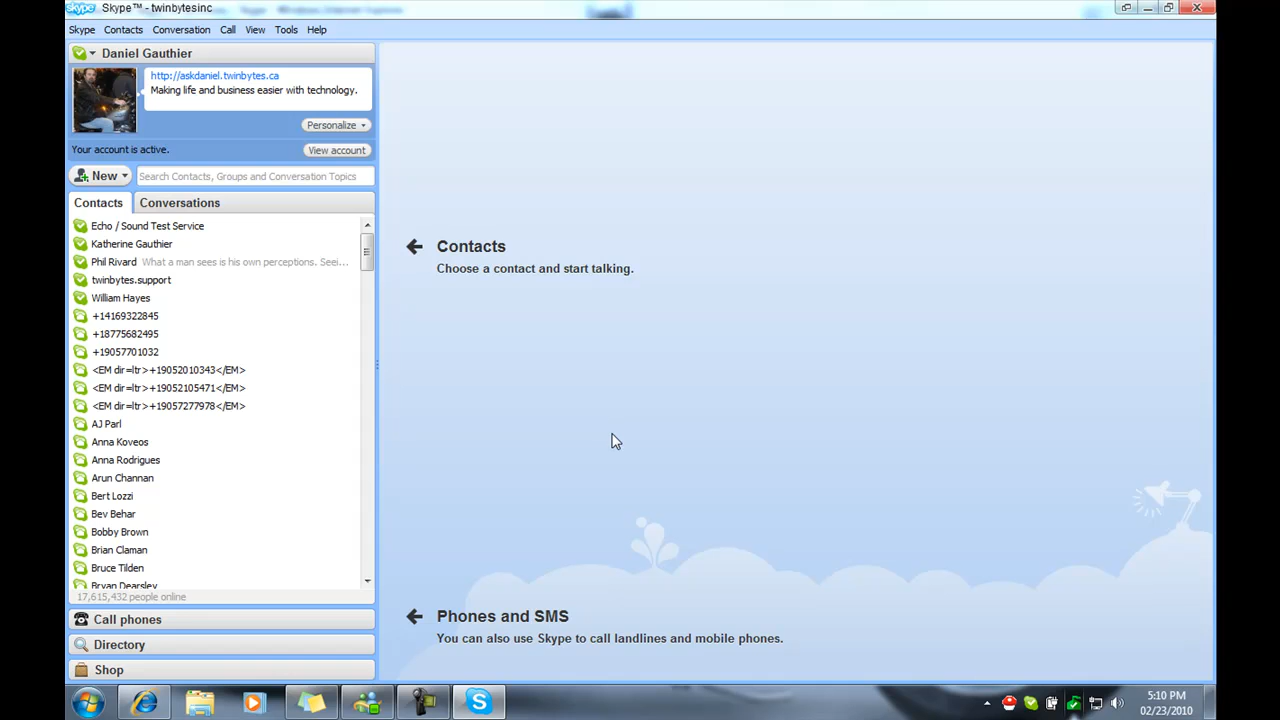 Skype™ - twinbytesinc
Skype Contacts Conversation Call View Tools Help
Daniel Gauthier
http://askdaniel.twinbytes.ca
Making life and business easier with technology.
Personalize
Your account is active.
View account
New
Search Contacts, Groups and Conversation Topics
Contacts Conversations
Echo / Sound Test Service
Katherine Gauthier
Phil Rivard What a man sees is his own perceptions. Seei...
twinbytes.support
William Hayes
+14169322845
+18775682495
+19057701032
<EM dir=ltr>+19052010343</EM>
<EM dir=ltr>+19052105471</EM>
<EM dir=ltr>+19057277978</EM>
AJ Parl
Anna Koveos
Anna Rodrigues
Arun Channan
Bert Lozzi
Bev Behar
Bobby Brown
Brian Claman
Bruce Tilden
Bryan Dearsley
17,615,432 people online
Call phones
Directory
Shop
Contacts
Choose a contact and start talking.
Phones and SMS
You can also use Skype to call landlines and mobile phones.
5:10 PM
02/23/2010